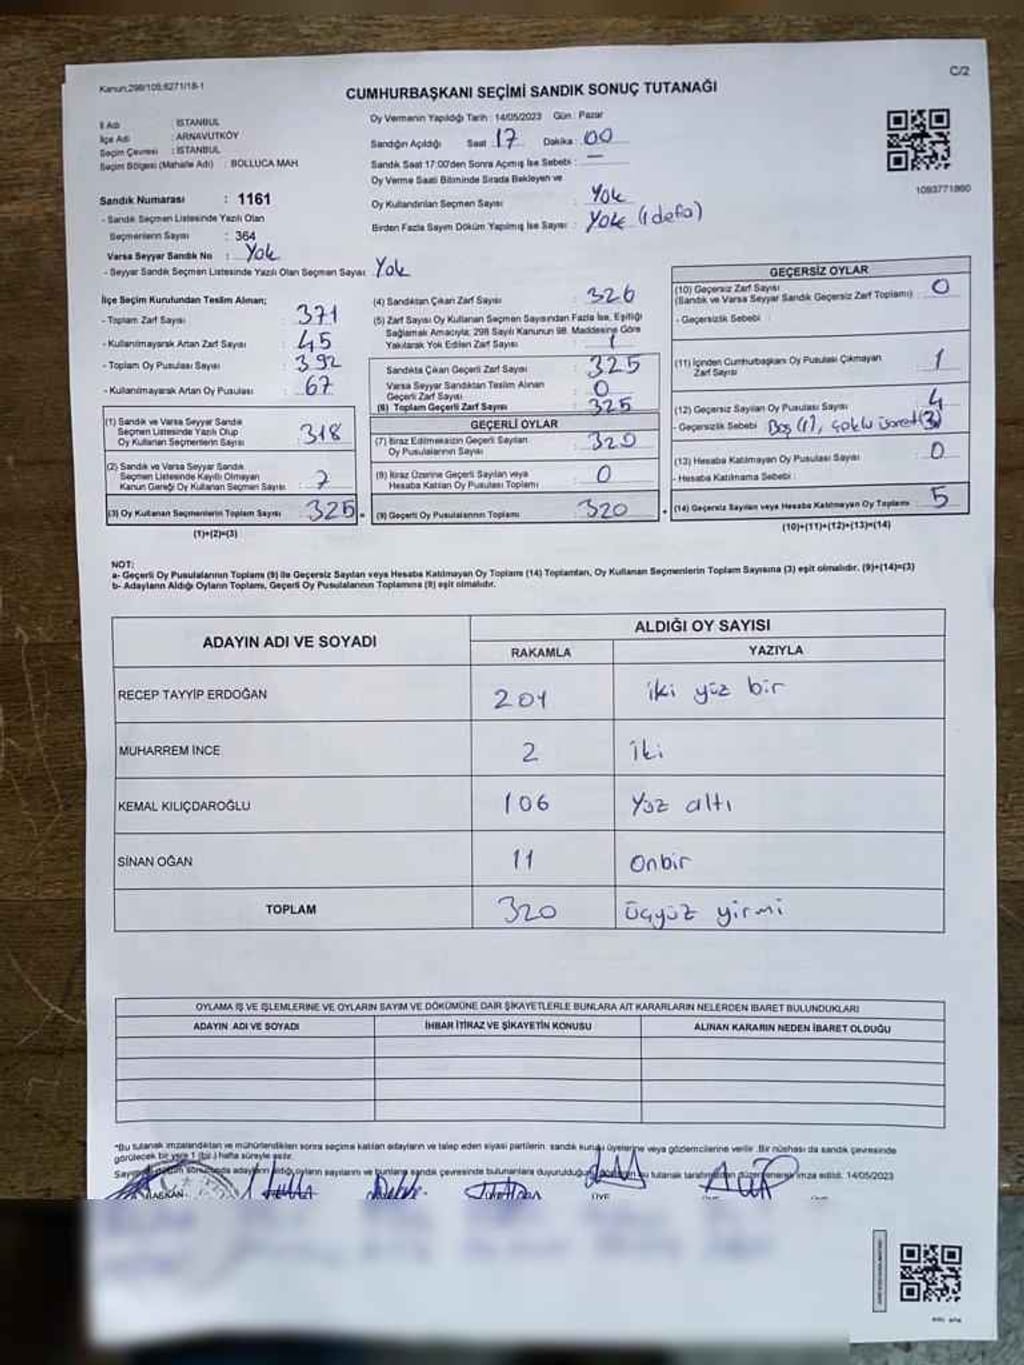 Kanun;298/105;6271/18-1
C/2
CUMHURBAŞKANI SEÇİMİ SANDIK SONUÇ TUTANAĞI
İl Adı : İSTANBUL
İlçe Adı : ARNAVUTKÖY
Seçim Çevresi : İSTANBUL
Seçim Bölgesi (Mahalle Adı) : BOLLUCA MAH
Sandık Numarası : 1161
- Sandık Seçmen Listesinde Yazılı Olan
Seçmenlerin Sayısı : 364
Varsa Seyyar Sandık No : Yok
- Seyyar Sandık Seçmen Listesinde Yazılı Olan Seçmen Sayısı : Yok
Oy Vermenin Yapıldığı Tarih : 14/05/2023 Gün : Pazar
Sandığın Açıldığı Saat : 17 Dakika : 00
Sandık Saat 17:00'den Sonra Açılmış İse Sebebi : —
Oy Verme Saati Bitiminde Sırada Bekleyen ve
Oy Kullandırılan Seçmen Sayısı : Yok
Birden Fazla Sayım Döküm Yapılmış İse Sayısı : Yok (1 defa)
1093771860
İlçe Seçim Kurulundan Teslim Alınan;
- Toplam Zarf Sayısı : 371
- Kullanılmayarak Artan Zarf Sayısı : 45
- Toplam Oy Pusulası Sayısı : 392
- Kullanılmayarak Artan Oy Pusulası : 67
(1) Sandık ve Varsa Seyyar Sandık
Seçmen Listesinde Yazılı Olup
Oy Kullanan Seçmenlerin Sayısı : 318
(2) Sandık ve Varsa Seyyar Sandık
Seçmen Listesinde Kayıtlı Olmayan
Kanun Gereği Oy Kullanan Seçmen Sayısı : 7
(3) Oy Kullanan Seçmenlerin Toplam Sayısı : 325
(1)+(2)=(3)
(4) Sandıktan Çıkan Zarf Sayısı : 326
(5) Zarf Sayısı Oy Kullanan Seçmen Sayısından Fazla İse, Eşitliği
Sağlamak Amacıyla; 298 Sayılı Kanunun 98. Maddesine Göre
Yakılarak Yok Edilen Zarf Sayısı : 1
Sandıkta Çıkan Geçerli Zarf Sayısı : 325
Varsa Seyyar Sandıktan Teslim Alınan
Geçerli Zarf Sayısı : 0
(6) Toplam Geçerli Zarf Sayısı : 325
GEÇERLİ OYLAR
(7) İtiraz Edilmeksizin Geçerli Sayılan
Oy Pusulalarının Sayısı : 320
(8) İtiraz Üzerine Geçerli Sayılan veya
Hesaba Katılan Oy Pusulası Toplamı : 0
(9) Geçerli Oy Pusulalarının Toplamı : 320
GEÇERSİZ OYLAR
(10) Geçersiz Zarf Sayısı
(Sandık ve Varsa Seyyar Sandık Geçersiz Zarf Toplamı) : 0
- Geçersizlik Sebebi :
(11) İçinden Cumhurbaşkanı Oy Pusulası Çıkmayan
Zarf Sayısı : 1
(12) Geçersiz Sayılan Oy Pusulası Sayısı : 4
- Geçersizlik Sebebi : Boş (1), çoklu işaret (3)
(13) Hesaba Katılmayan Oy Pusulası Sayısı : 0
- Hesaba Katılmama Sebebi :
(14) Geçersiz Sayılan veya Hesaba Katılmayan Oy Toplamı : 5
(10)+(11)+(12)+(13)=(14)
NOT:
a- Geçerli Oy Pusulalarının Toplamı (9) ile Geçersiz Sayılan veya Hesaba Katılmayan Oy Toplamı (14) Toplamları, Oy Kullanan Seçmenlerin Toplam Sayısına (3) eşit olmalıdır. (9)+(14)=(3)
b- Adayların Aldığı Oyların Toplamı, Geçerli Oy Pusulalarının Toplamına (9) eşit olmalıdır.
ADAYIN ADI VE SOYADI
ALDIĞI OY SAYISI
RAKAMLA YAZIYLA
RECEP TAYYİP ERDOĞAN 201 iki yüz bir
MUHARREM İNCE 2 İki
KEMAL KILIÇDAROĞLU 106 Yüz altı
SİNAN OĞAN 11 Onbir
TOPLAM 320 üçyüz yirmi
OYLAMA İŞ VE İŞLEMLERİNE VE OYLARIN SAYIM VE DÖKÜMÜNE DAİR ŞİKAYETLERLE BUNLARA AİT KARARLARIN NELERDEN İBARET BULUNDUKLARI
ADAYIN ADI VE SOYADI İHBAR İTİRAZ VE ŞİKAYETİN KONUSU ALINAN KARARIN NEDEN İBARET OLDUĞU
*Bu tutanak imzalandıktan ve mühürlendikten sonra seçime katılan adayların ve talep eden siyasi partilerin, sandık kurulu üyelerine veya gözlemcilerine verilir. Bir nüshası da sandık çevresinde
görülecek bir yere 1 (bir) hafta süreyle asılır.
Sayım döküm sonucunda adayların aldığı oyların sayılarını ve bunların sandık çevresinde bulunanlara duyurulduğunu bu tutanak tarafımızdan düzenlenerek imza edildi. 14/05/2023
BAŞKAN
ÜYE